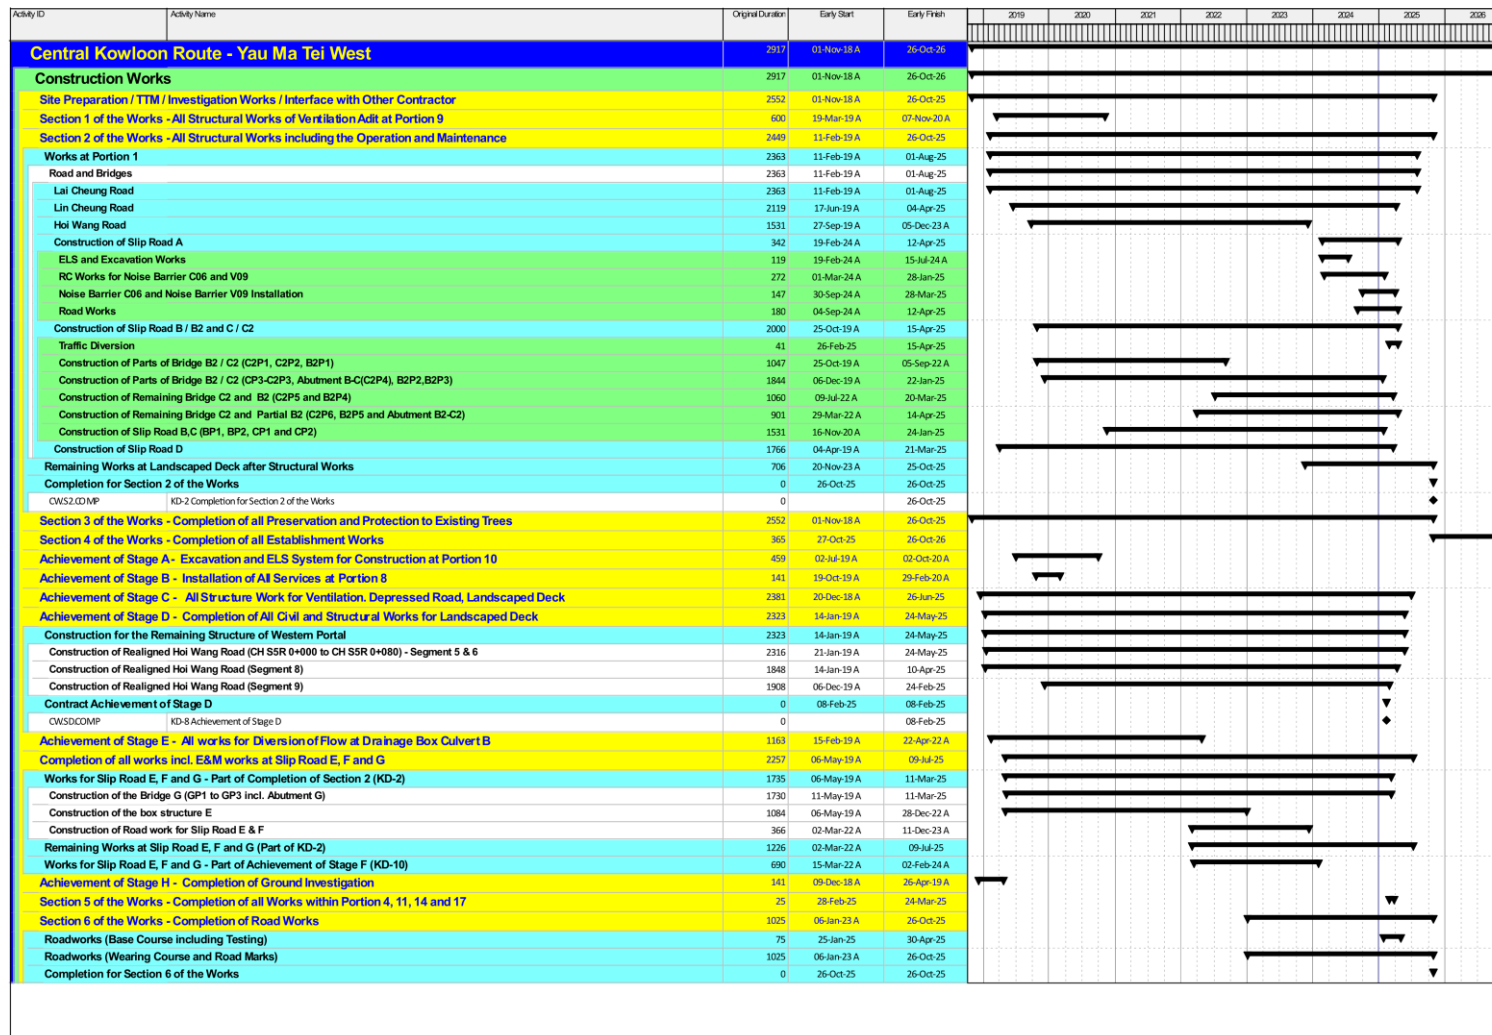 Activity ID Activity Name Original Duration Early Start Early Finish 2019 2020 2021 2022 2023 2024 2025 2026
Central Kowloon Route - Yau Ma Tei West 2917 01-Nov-18 A 26-Oct-26
Construction Works 2917 01-Nov-18 A 26-Oct-26
Site Preparation / TTM / Investigation Works / Interface with Other Contractor 2552 01-Nov-18 A 26-Oct-25
Section 1 of the Works - All Structural Works of Ventilation Adit at Portion 9 600 19-Mar-19 A 07-Nov-20 A
Section 2 of the Works - All Structural Works including the Operation and Maintenance 2449 11-Feb-19 A 26-Oct-25
Works at Portion 1 2363 11-Feb-19 A 01-Aug-25
Road and Bridges 2363 11-Feb-19 A 01-Aug-25
Lai Cheung Road 2363 11-Feb-19 A 01-Aug-25
Lin Cheung Road 2119 17-Jun-19 A 04-Apr-25
Hoi Wang Road 1531 27-Sep-19 A 05-Dec-23 A
Construction of Slip Road A 342 19-Feb-24 A 12-Apr-25
ELS and Excavation Works 119 19-Feb-24 A 15-Jul-24 A
RC Works for Noise Barrier C06 and V09 272 01-Mar-24 A 28-Jan-25
Noise Barrier C06 and Noise Barrier V09 Installation 147 30-Sep-24 A 28-Mar-25
Road Works 180 04-Sep-24 A 12-Apr-25
Construction of Slip Road B / B2 and C / C2 2000 25-Oct-19 A 15-Apr-25
Traffic Diversion 41 26-Feb-25 15-Apr-25
Construction of Parts of Bridge B2 / C2 (C2P1, C2P2, B2P1) 1047 25-Oct-19 A 05-Sep-22 A
Construction of Parts of Bridge B2 / C2 (CP3-C2P3, Abutment B-C(C2P4), B2P2,B2P3) 1844 06-Dec-19 A 22-Jan-25
Construction of Remaining Bridge C2 and B2 (C2P5 and B2P4) 1060 09-Jul-22 A 20-Mar-25
Construction of Remaining Bridge C2 and Partial B2 (C2P6, B2P5 and Abutment B2-C2) 901 29-Mar-22 A 14-Apr-25
Construction of Slip Road B,C (BP1, BP2, CP1 and CP2) 1531 16-Nov-20 A 24-Jan-25
Construction of Slip Road D 1766 04-Apr-19 A 21-Mar-25
Remaining Works at Landscaped Deck after Structural Works 706 20-Nov-23 A 25-Oct-25
Completion for Section 2 of the Works 0 26-Oct-25 26-Oct-25
CW.S2.COMP KD-2 Completion for Section 2 of the Works 0 26-Oct-25
Section 3 of the Works - Completion of all Preservation and Protection to Existing Trees 2552 01-Nov-18 A 26-Oct-25
Section 4 of the Works - Completion of all Establishment Works 365 27-Oct-25 26-Oct-26
Achievement of Stage A - Excavation and ELS System for Construction at Portion 10 459 02-Jul-19 A 02-Oct-20 A
Achievement of Stage B - Installation of All Services at Portion 8 141 19-Oct-19 A 29-Feb-20 A
Achievement of Stage C - All Structure Work for Ventilation. Depressed Road, Landscaped Deck 2381 20-Dec-18 A 26-Jun-25
Achievement of Stage D - Completion of All Civil and Structural Works for Landscaped Deck 2323 14-Jan-19 A 24-May-25
Construction for the Remaining Structure of Western Portal 2323 14-Jan-19 A 24-May-25
Construction of Realigned Hoi Wang Road (CH S5R 0+000 to CH S5R 0+080) - Segment 5 & 6 2316 21-Jan-19 A 24-May-25
Construction of Realigned Hoi Wang Road (Segment 8) 1848 14-Jan-19 A 10-Apr-25
Construction of Realigned Hoi Wang Road (Segment 9) 1908 06-Dec-19 A 24-Feb-25
Contract Achievement of Stage D 0 08-Feb-25 08-Feb-25
CW.SD.COMP KD-8 Achievement of Stage D 0 08-Feb-25
Achievement of Stage E - All works for Diversion of Flow at Drainage Box Culvert B 1163 15-Feb-19 A 22-Apr-22 A
Completion of all works incl. E&M works at Slip Road E, F and G 2257 06-May-19 A 09-Jul-25
Works for Slip Road E, F and G - Part of Completion of Section 2 (KD-2) 1735 06-May-19 A 11-Mar-25
Construction of the Bridge G (GP1 to GP3 incl. Abutment G) 1730 11-May-19 A 11-Mar-25
Construction of the box structure E 1084 06-May-19 A 28-Dec-22 A
Construction of Road work for Slip Road E & F 366 02-Mar-22 A 11-Dec-23 A
Remaining Works at Slip Road E, F and G (Part of KD-2) 1226 02-Mar-22 A 09-Jul-25
Works for Slip Road E, F and G - Part of Achievement of Stage F (KD-10) 690 15-Mar-22 A 02-Feb-24 A
Achievement of Stage H - Completion of Ground Investigation 141 09-Dec-18 A 26-Apr-19 A
Section 5 of the Works - Completion of all Works within Portion 4, 11, 14 and 17 25 28-Feb-25 24-Mar-25
Section 6 of the Works - Completion of Road Works 1025 06-Jan-23 A 26-Oct-25
Roadworks (Base Course including Testing) 75 25-Jan-25 30-Apr-25
Roadworks (Wearing Course and Road Marks) 1025 06-Jan-23 A 26-Oct-25
Completion for Section 6 of the Works 0 26-Oct-25 26-Oct-25